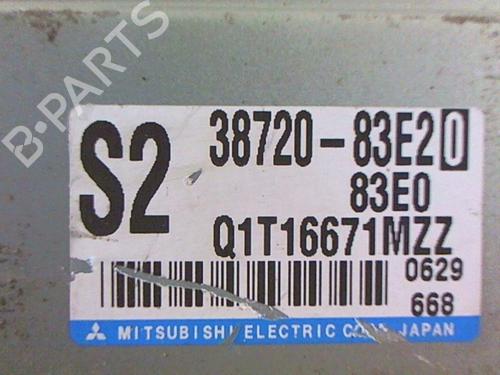 B-PARTS
S2
38720-83E20
83E0
Q1T16671MZZ
0629
668
MITSUBISHI ELECTRIC CORP. JAPAN